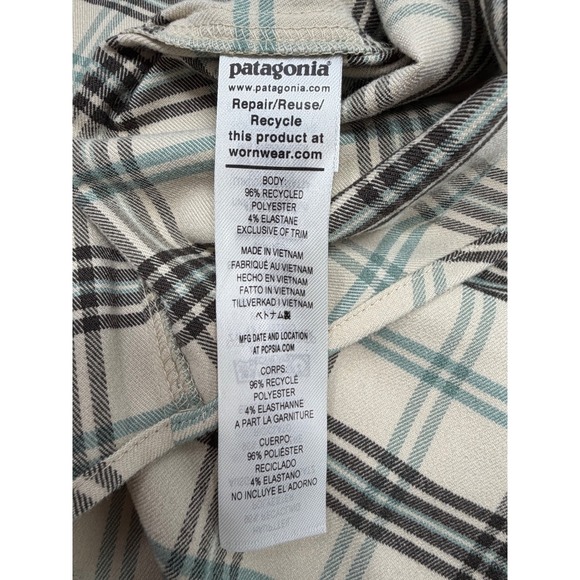 patagonia®
www.patagonia.com
Repair/Reuse/
Recycle
this product at
wornwear.com
BODY:
96% RECYCLED
POLYESTER
4% ELASTANE
EXCLUSIVE OF TRIM
MADE IN VIETNAM
FABRIQUÉ AU VIETNAM
HECHO EN VIETNAM
FATTO IN VIETNAM
TILLVERKAD I VIETNAM
ベトナム製
MFG DATE AND LOCATION
AT PCPSIA.COM
CORPS:
96% RECYCLÉ
POLYESTER
4% ELASTHANNE
A PART LA GARNITURE
CUERPO:
96% POLIÉSTER
RECICLADO
4% ELASTANO
NO INCLUYE EL ADORNO